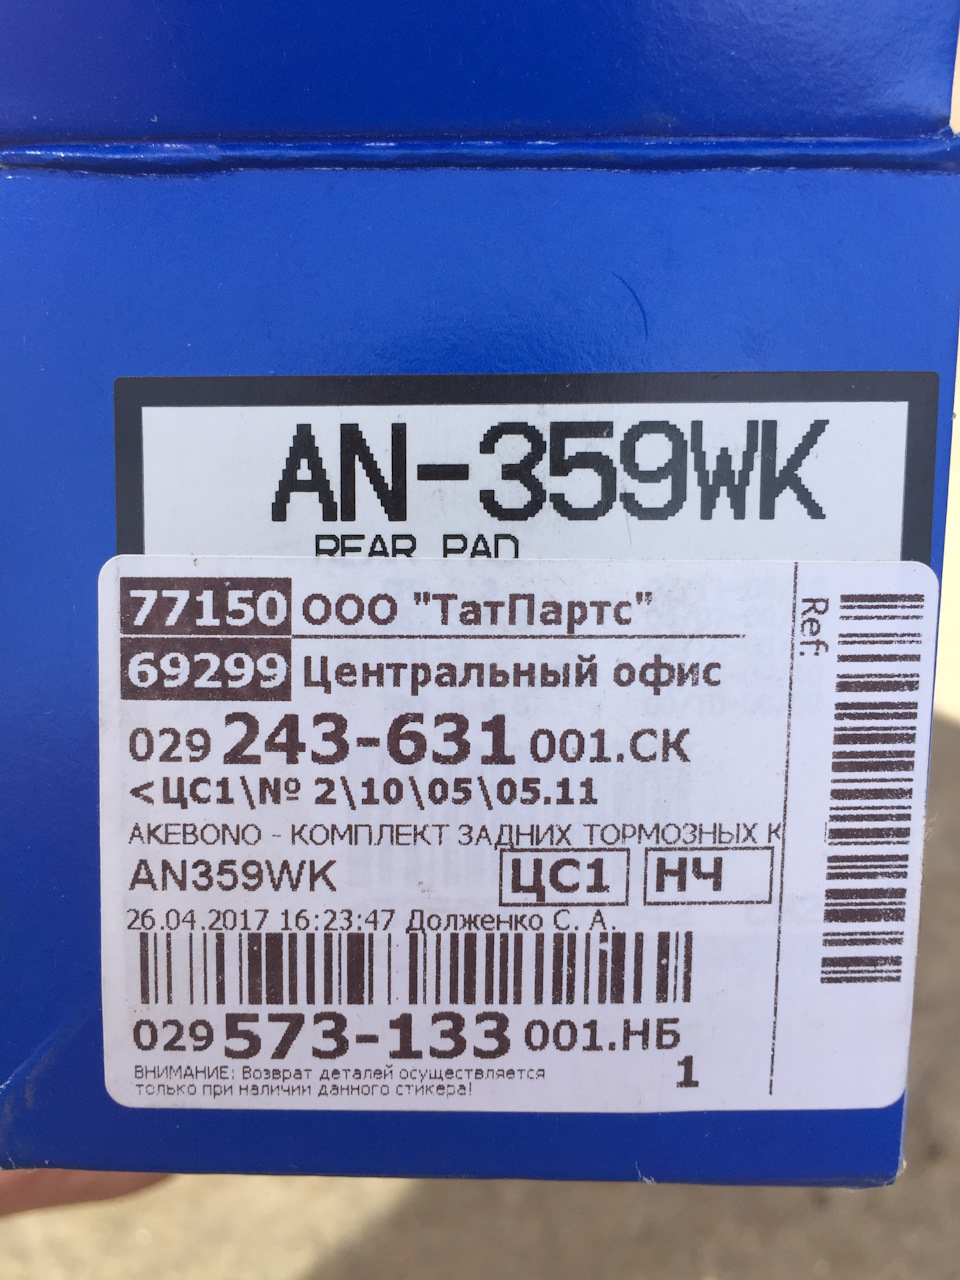 AN-359WK
REAR PAD
77150 ООО "ТатПартс"
69299 Центральный офис
029 243-631 001.СК
<ЦС1\№ 2\10\05\05.11
AKEBONO - КОМПЛЕКТ ЗАДНИХ ТОРМОЗНЫХ К
AN359WK ЦС1 НЧ
26.04.2017 16:23:47 Долженко С. А.
029 573-133 001.НБ
1
ВНИМАНИЕ: Возврат деталей осуществляется
только при наличии данного стикера!
Ref: